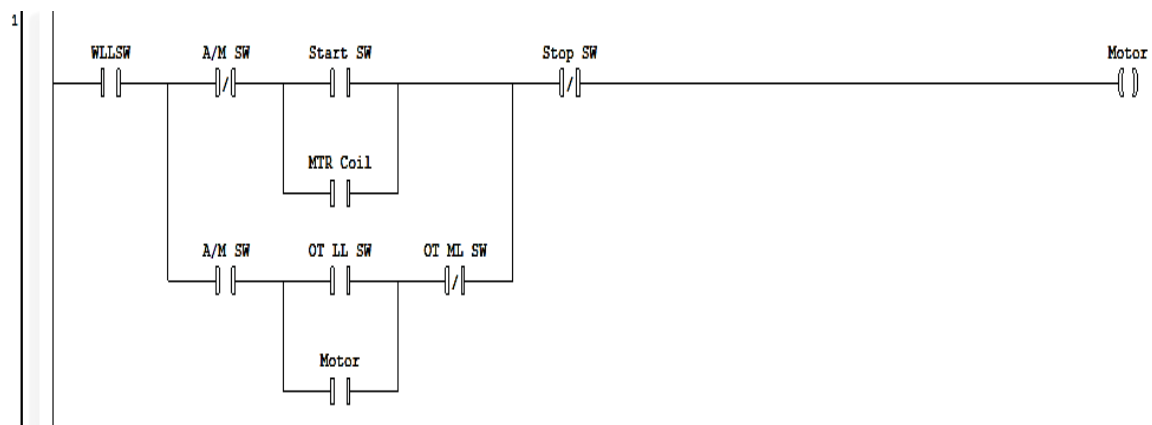 1
WLLSW A/M SW Start SW Stop SW Motor
MTR Coil
A/M SW OT LL SW OT ML SW
Motor